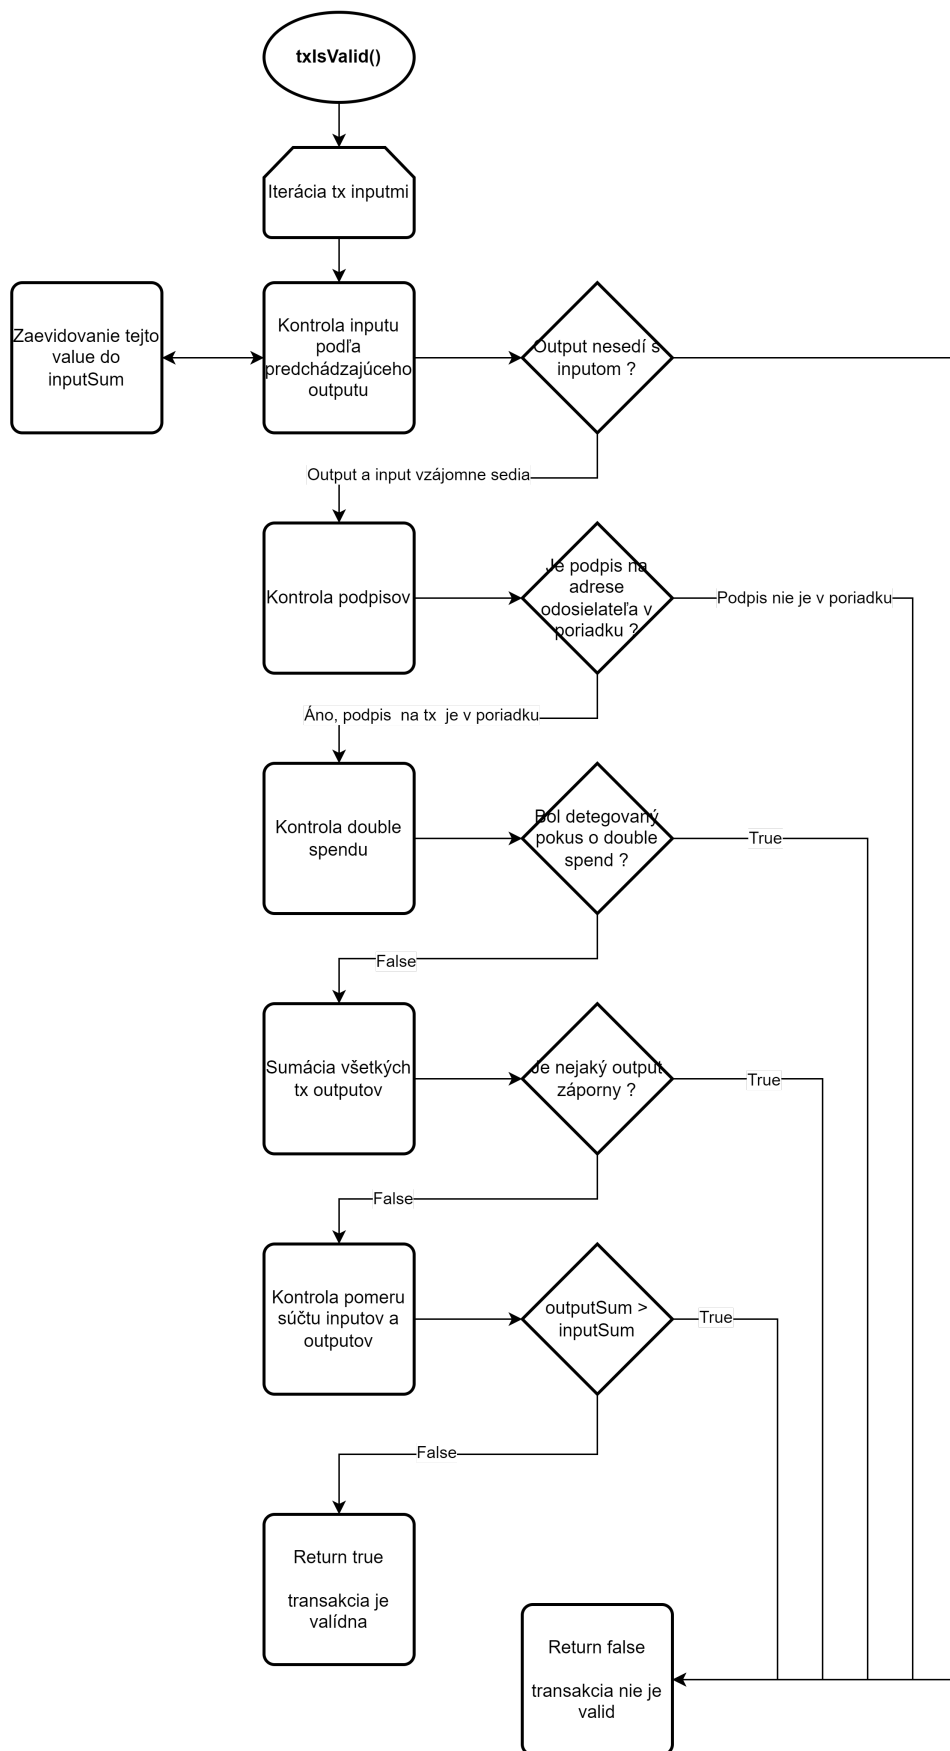 txIsValid()
Iterácia tx inputmi
Zaevidovanie tejto
value do
inputSum
Kontrola inputu
podľa
predchádzajúceho
outputu
Output nesedí s
inputom ?
Output a input vzájomne sedia
Kontrola podpisov
Je podpis na
adrese
odosielateľa v
poriadku ?
Podpis nie je v poriadku
Áno, podpis  na tx  je v poriadku
Kontrola double
spendu
Bol detegovaný
pokus o double
spend ?
True
False
Sumácia všetkých
tx outputov
Je nejaký output
záporny ?
True
False
Kontrola pomeru
súčtu inputov a
outputov
outputSum >
inputSum
True
False
Return true
transakcia je
valídna
Return false
transakcia nie je
valid